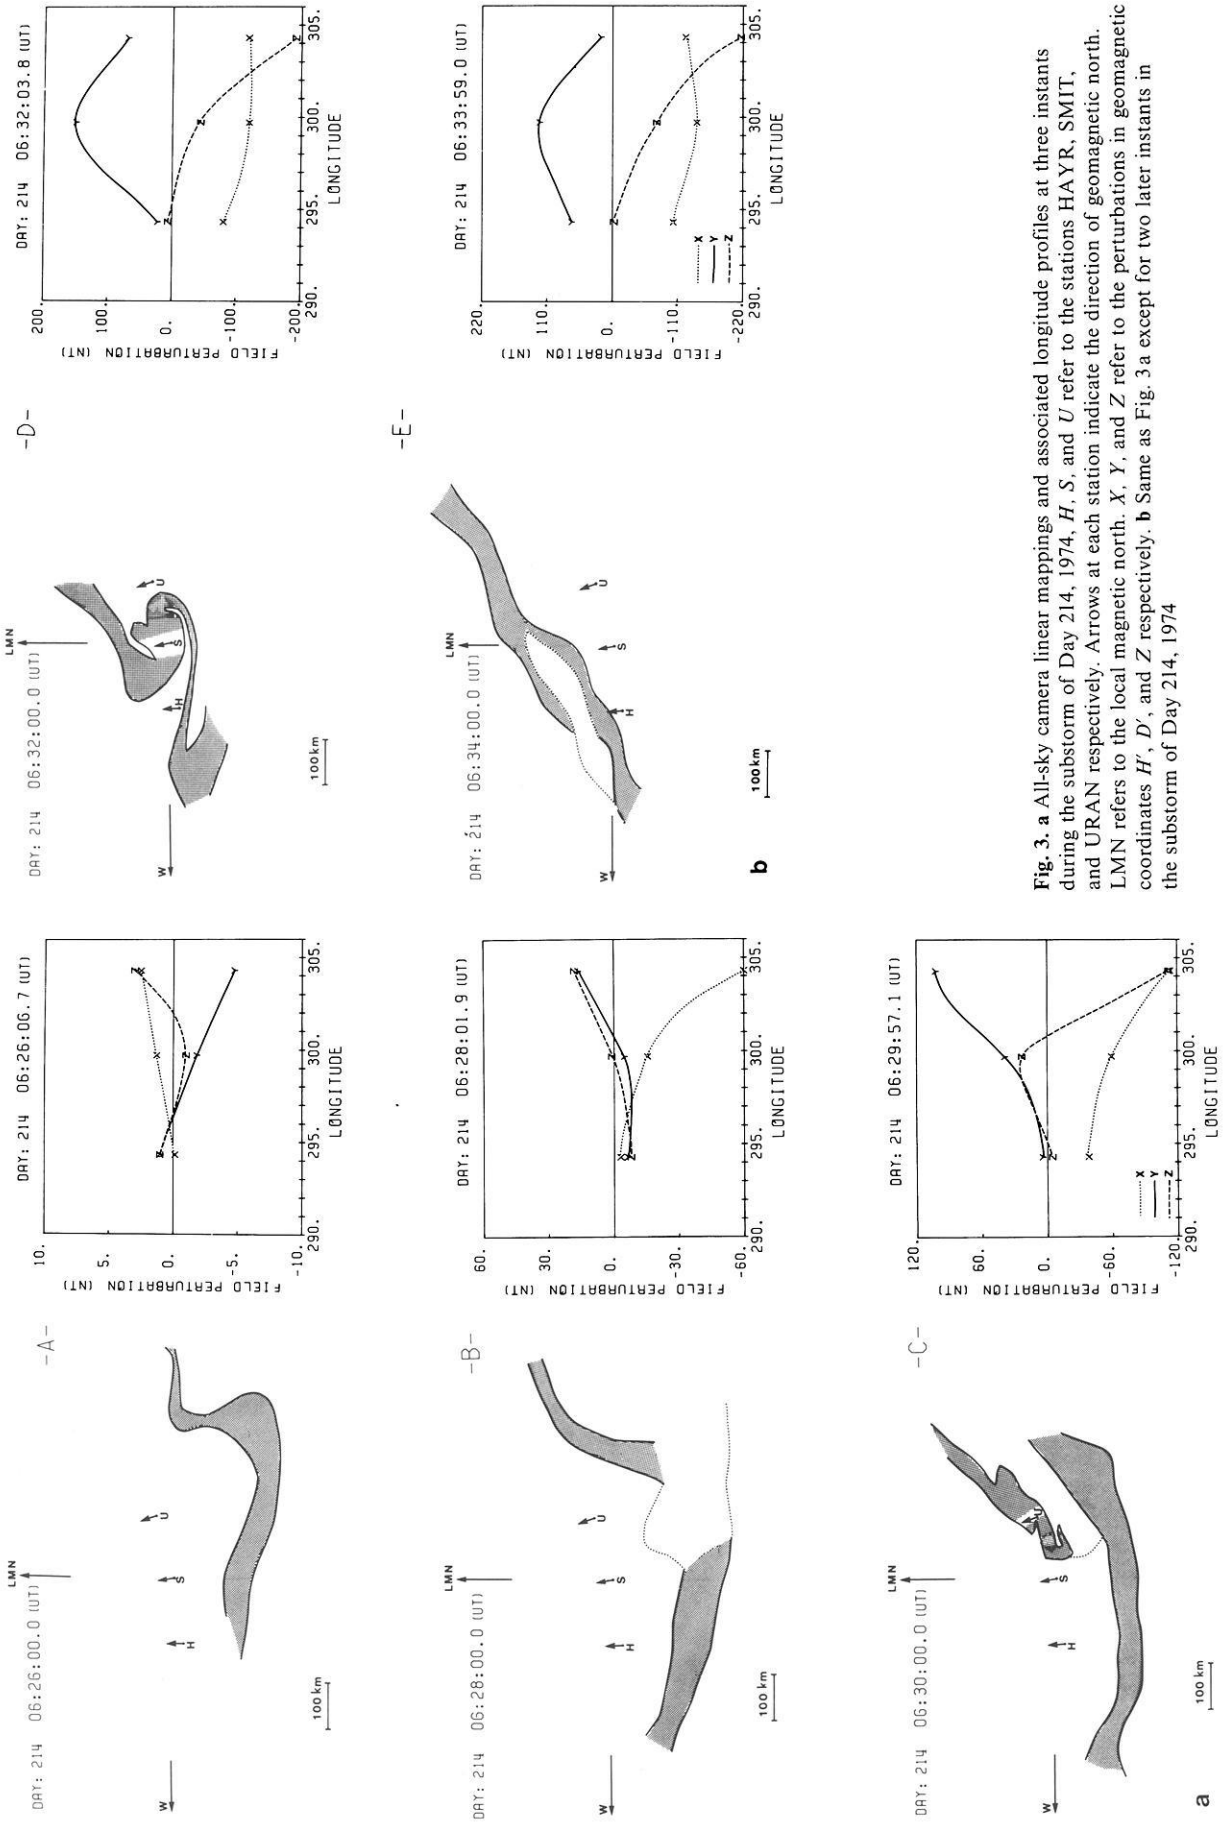 -A-
DAY: 214 06:26:00.0 (UT)
LMN
W
H
S
U
100 km
DAY: 214 06:26:06.7 (UT)
FIELD PERTURBATION (NT)
10.
5.
0.
-5.
-10.
290.
295.
300.
305.
LONGITUDE
-B-
DAY: 214 06:28:00.0 (UT)
LMN
W
H
S
U
100 km
DAY: 214 06:28:01.9 (UT)
FIELD PERTURBATION (NT)
60.
30.
0.
-30.
-60.
290.
295.
300.
305.
LONGITUDE
-C-
DAY: 214 06:30:00.0 (UT)
LMN
W
H
S
U
100 km
a
DAY: 214 06:29:57.1 (UT)
FIELD PERTURBATION (NT)
120.
60.
0.
-60.
-120.
X
Y
Z
290.
295.
300.
305.
LONGITUDE
-D-
DAY: 214 06:32:00.0 (UT)
LMN
W
H
S
U
100 km
DAY: 214 06:32:03.8 (UT)
FIELD PERTURBATION (NT)
200.
100.
0.
-100.
-200.
290.
295.
300.
305.
LONGITUDE
-E-
DAY: 214 06:34:00.0 (UT)
LMN
W
H
S
U
100 km
b
DAY: 214 06:33:59.0 (UT)
FIELD PERTURBATION (NT)
220.
110.
0.
-110.
-220.
X
Y
Z
290.
295.
300.
305.
LONGITUDE
Fig. 3. a All-sky camera linear mappings and associated longitude profiles at three instants
during the substorm of Day 214, 1974, H, S, and U refer to the stations HAYR, SMIT,
and URAN respectively. Arrows at each station indicate the direction of geomagnetic north.
LMN refers to the local magnetic north. X, Y, and Z refer to the perturbations in geomagnetic
coordinates H′, D′, and Z respectively. b Same as Fig. 3a except for two later instants in
the substorm of Day 214, 1974